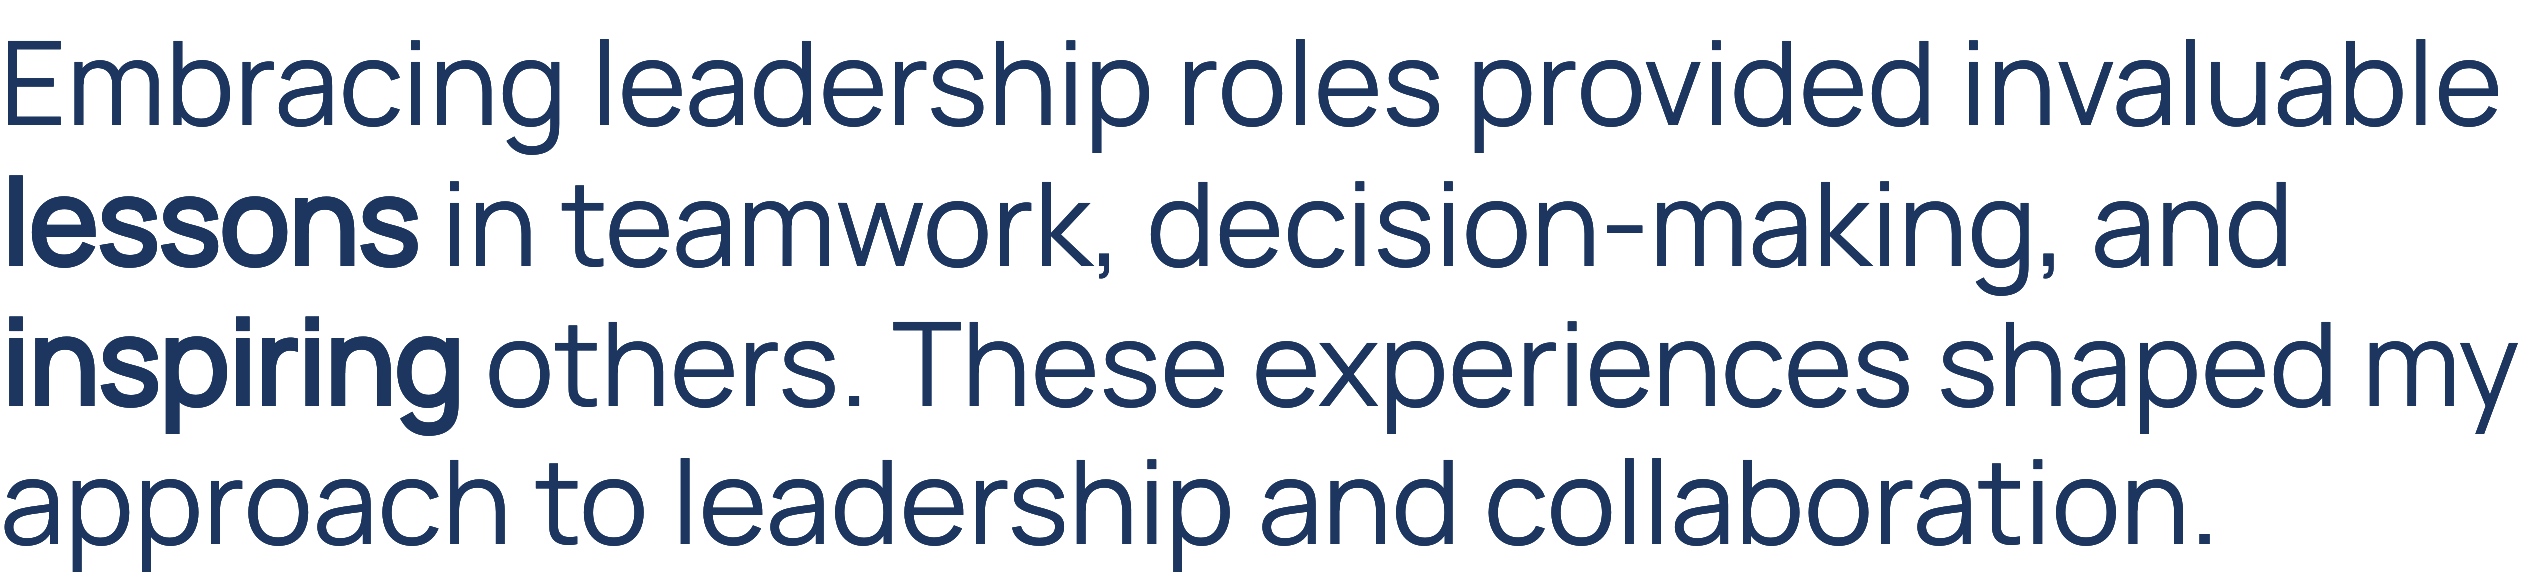 Embracing leadership roles provided invaluable
lessons in teamwork, decision-making, and
inspiring others. These experiences shaped my
approach to leadership and collaboration.